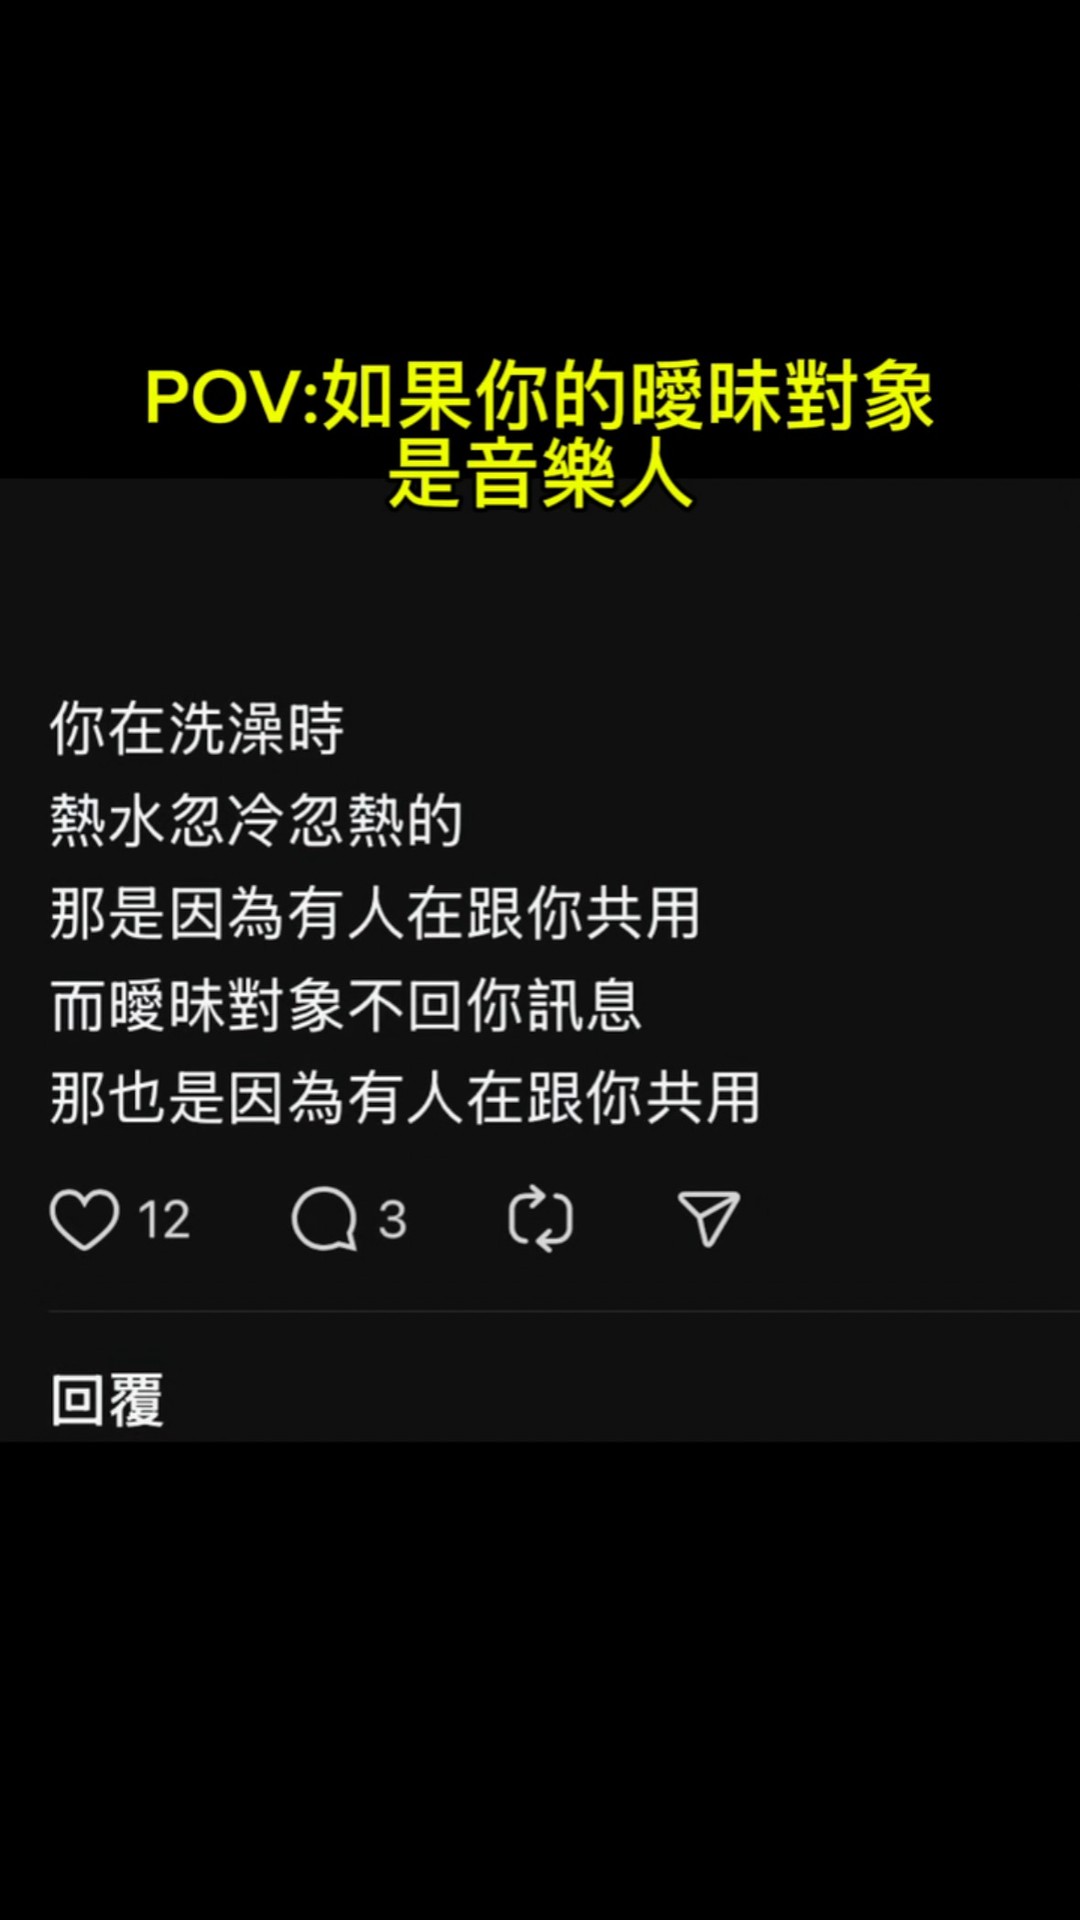 POV:如果你的曖昧對象
是音樂人
你在洗澡時
熱水忽冷忽熱的
那是因為有人在跟你共用
而曖昧對象不回你訊息
那也是因為有人在跟你共用
12 3
回覆